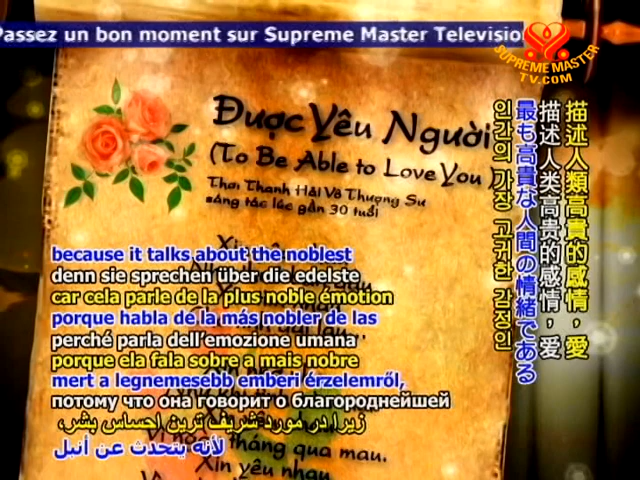 Passez un bon moment sur Supreme Master Televisio
SUPREME MASTER
TV.COM
Được Yêu Người
(To Be Able to Love You)
Thơ: Thanh Hải Vô Thượng Sư
sáng tác lúc gần 30 tuổi
描述人類高貴的感情，愛
描述人类高贵的感情，爱
最も高貴な人間の情緒である
인간의 가장 고귀한 감정인
because it talks about the noblest
denn sie sprechen über die edelste
car cela parle de la plus noble émotion
porque habla de la más nobler de las
perché parla dell’emozione umana
porque ela fala sobre a mais nobre
mert a legnemesebb emberi érzelemről,
потому что она говорит о благороднейшей
زیرا در مورد شریف ترین احساس بشر،
لأنه يتحدث عن أنبل
tháng qua mau.
Xin yêu nhau